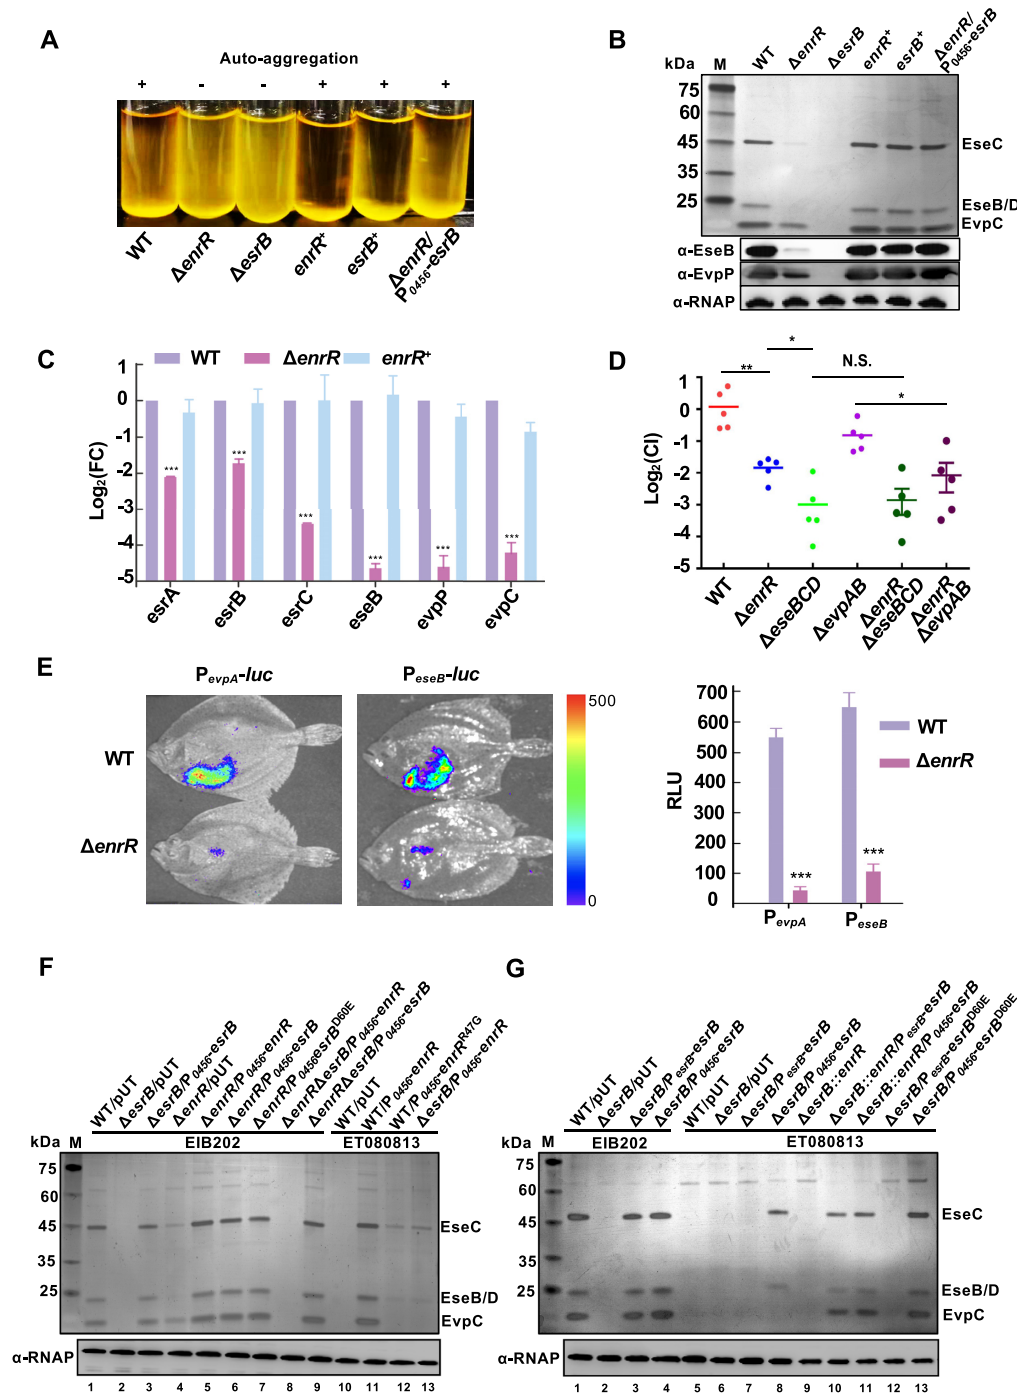 A
Auto-aggregation
+ - - + + +
WT
ΔenrR
ΔesrB
enrR+
esrB+
ΔenrR/
P0456-esrB
B
kDa
M
WT
ΔenrR
ΔesrB
enrR+
esrB+
ΔenrR/
P0456-esrB
75
60
45
35
25
EseC
EseB/D
EvpC
α-EseB
α-EvpP
α-RNAP
C
WT
ΔenrR
enrR+
Log2(FC)
1
0
-1
-2
-3
-4
-5
***
***
***
***
***
***
esrA
esrB
esrC
eseB
evpP
evpC
D
**
*
N.S.
*
Log2(CI)
1
0
-1
-2
-3
-4
-5
WT
ΔenrR
ΔeseBCD
ΔevpAB
ΔenrR
ΔeseBCD
ΔenrR
ΔevpAB
E
PevpA-luc
PeseB-luc
WT
ΔenrR
500
0
RLU
700
600
500
400
300
200
100
0
WT
ΔenrR
***
***
PevpA
PeseB
F
WT/pUT
ΔesrB/pUT
ΔesrB/P0456-esrB
ΔenrR/pUT
ΔenrR/P0456-enrR
ΔenrR/P0456-esrB
ΔenrR/P0456esrBD60E
ΔenrRΔesrB/P0456-esrB
WT/pUT
WT/P0456-enrR
WT/P0456-enrRR47G
ΔesrB/P0456-enrR
kDa M
EIB202
ET080813
75
60
45
35
25
EseC
EseB/D
EvpC
α-RNAP
1 2 3 4 5 6 7 8 9 10 11 12 13
G
WT/pUT
ΔesrB/pUT
ΔesrB/PesrB-esrB
ΔesrB/P0456-esrB
WT/pUT
ΔesrB/pUT
ΔesrB/PesrB-esrB
ΔesrB/P0456-esrB
ΔesrB::enrR
ΔesrB::enrR/PesrB-esrB
ΔesrB::enrR/P0456-esrB
ΔesrB/PesrB-esrBD60E
ΔesrB/P0456-esrBD60E
kDa M
EIB202
ET080813
75
60
45
35
25
EseC
EseB/D
EvpC
α-RNAP
1 2 3 4 5 6 7 8 9 10 11 12 13